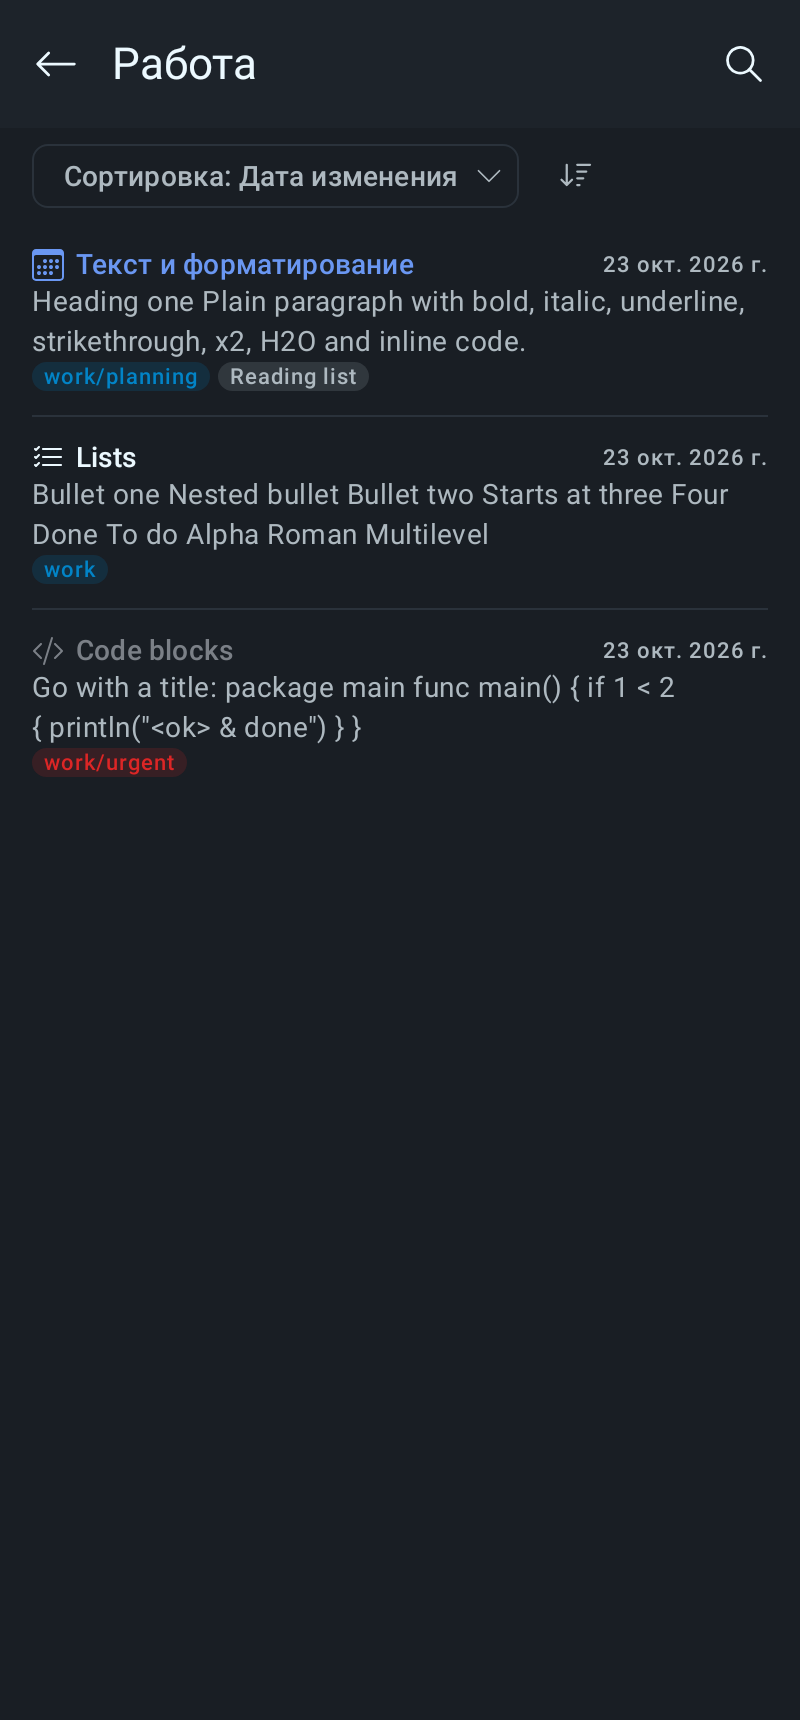 Работа
Сортировка: Дата изменения
Текст и форматирование 23 окт. 2026 г.
Heading one Plain paragraph with bold, italic, underline,
strikethrough, x2, H2O and inline code.
work/planning Reading list
Lists 23 окт. 2026 г.
Bullet one Nested bullet Bullet two Starts at three Four
Done To do Alpha Roman Multilevel
work
Code blocks 23 окт. 2026 г.
Go with a title: package main func main() { if 1 < 2
{ println("<ok> & done") } }
work/urgent